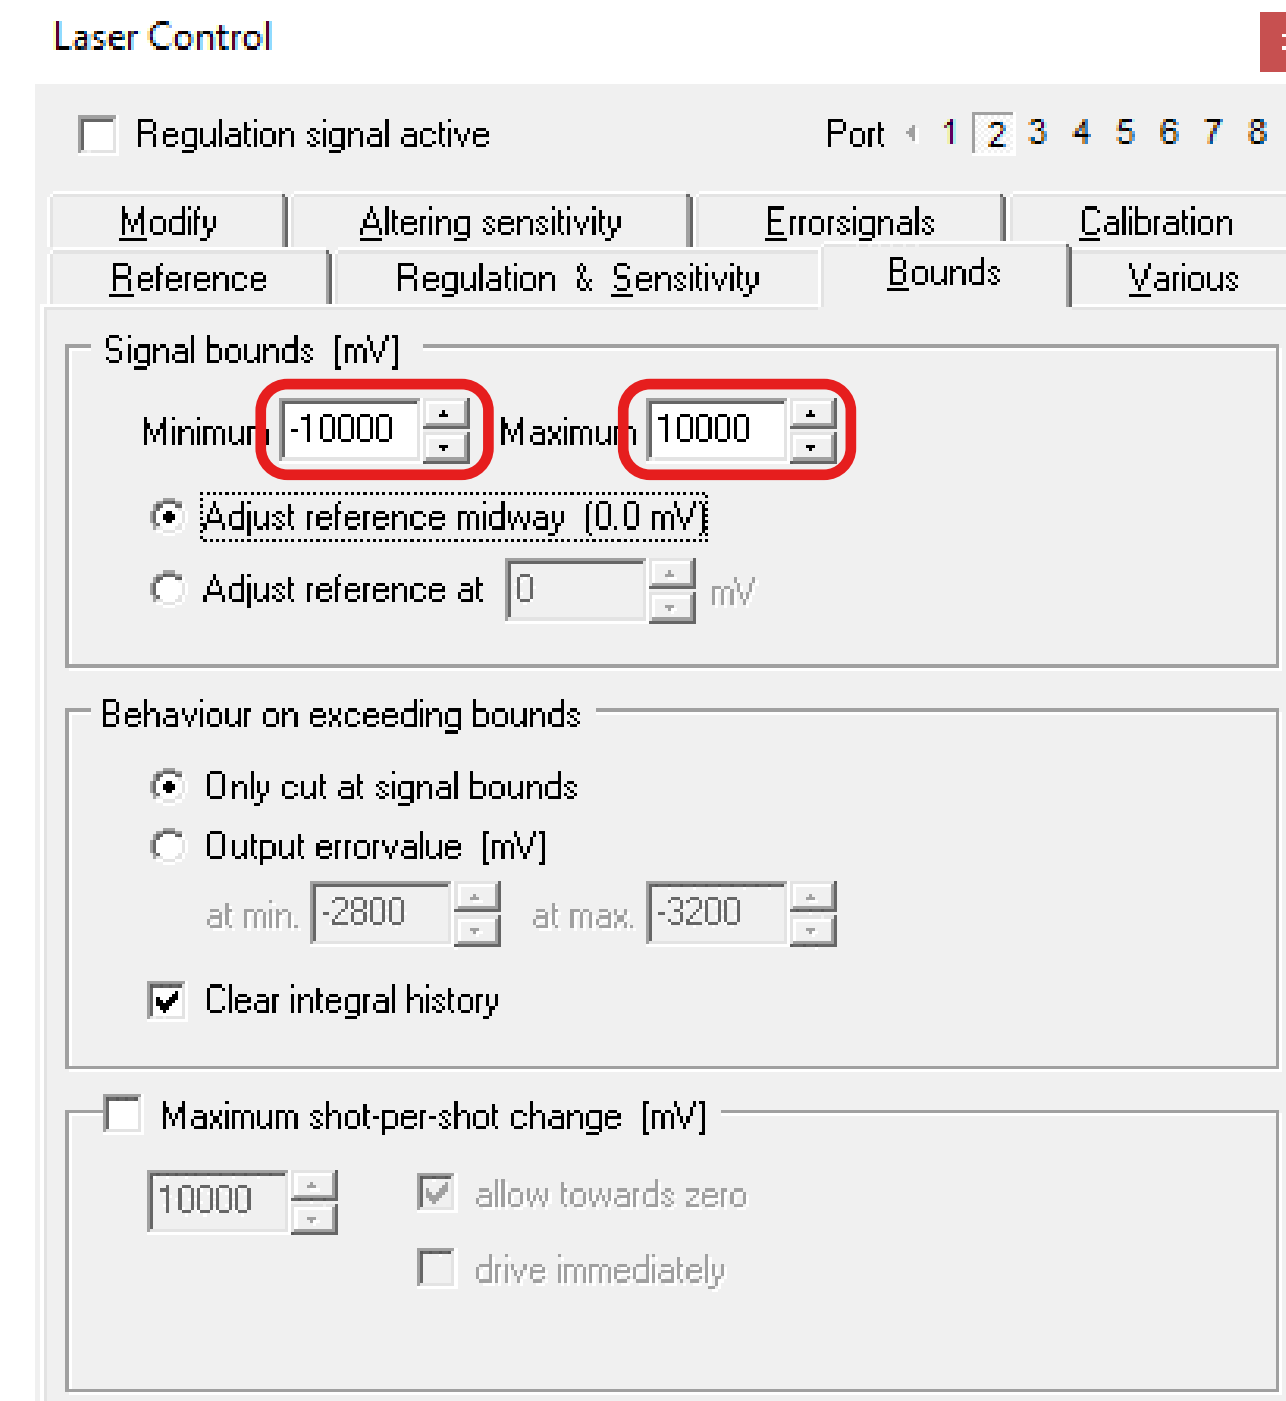 Laser Control
Regulation signal active Port 1 2 3 4 5 6 7 8
Modify Altering sensitivity Errorsignals Calibration
Reference Regulation & Sensitivity Bounds Various
Signal bounds [mV]
Minimum -10000 Maximum 10000
Adjust reference midway (0.0 mV)
Adjust reference at 0 mV
Behaviour on exceeding bounds
Only cut at signal bounds
Output errorvalue [mV]
at min. -2800 at max. -3200
Clear integral history
Maximum shot-per-shot change [mV]
10000 allow towards zero
drive immediately